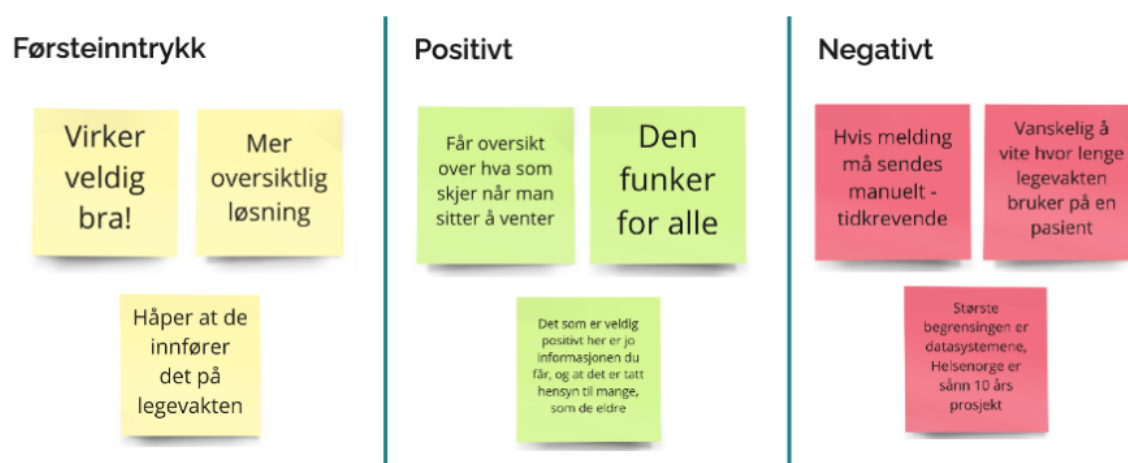 Førsteinntrykk
Virker
veldig
bra!
Mer
oversiktlig
løsning
Håper at de
innfører
det på
legevakten
Positivt
Får oversikt
over hva som
skjer når man
sitter å venter
Den
funker
for alle
Det som er veldig
positivt her er jo
informasjonen du
får, og at det er tatt
hensyn til mange,
som de eldre
Negativt
Hvis melding
må sendes
manuelt -
tidkrevende
Vanskelig å
vite hvor lenge
legevakten
bruker på en
pasient
Største
begrensingen er
datasystemene,
Helsenorge er
sånn 10 års
prosjekt